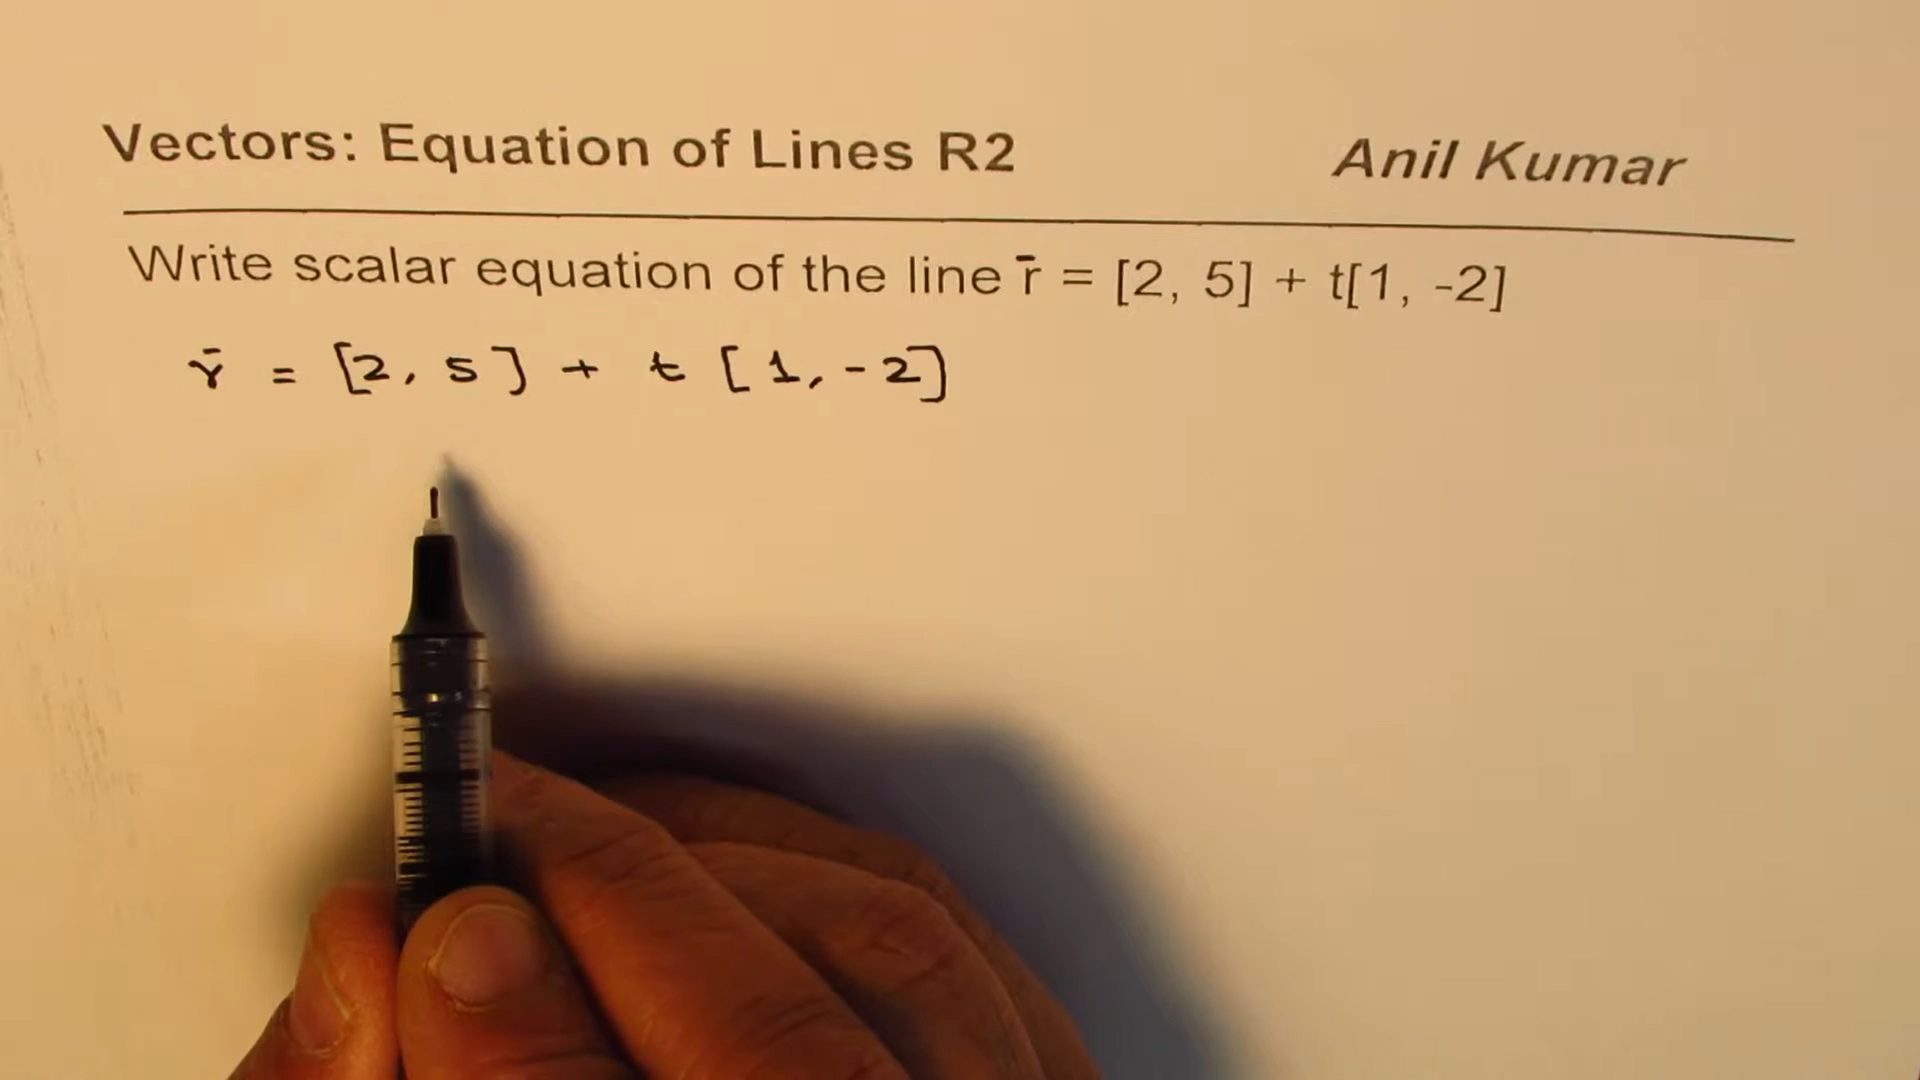 Vectors: Equation of Lines R2 Anil Kumar
Write scalar equation of the line r̄ = [2, 5] + t[1, -2]
r̄ = [2, 5] + t [1, -2]